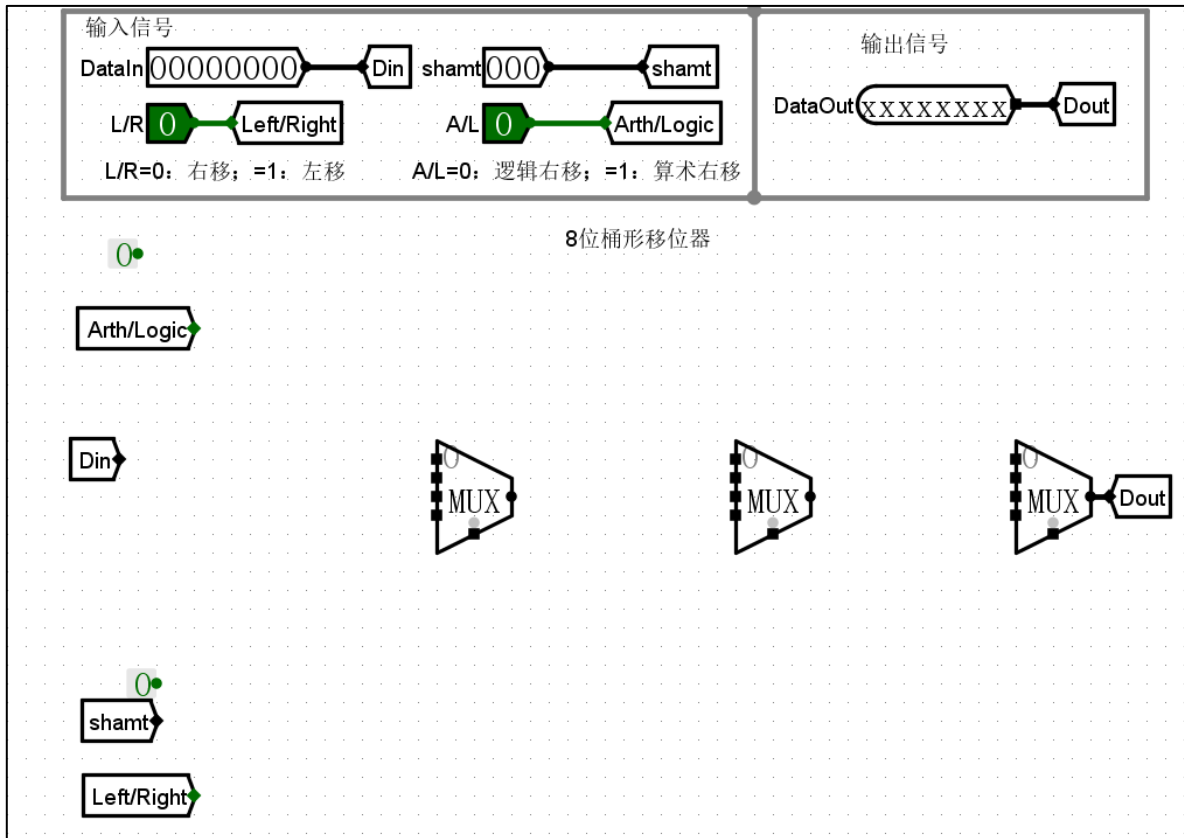 输入信号
输出信号
DataIn 00000000 Din shamt 000 shamt
DataOut xxxxxxxx Dout
L/R 0 Left/Right A/L 0 Arth/Logic
L/R=0：右移；=1：左移 A/L=0：逻辑右移；=1：算术右移
8位桶形移位器
0
Arth/Logic
Din
0 0 0
MUX MUX MUX Dout
0
shamt
Left/Right